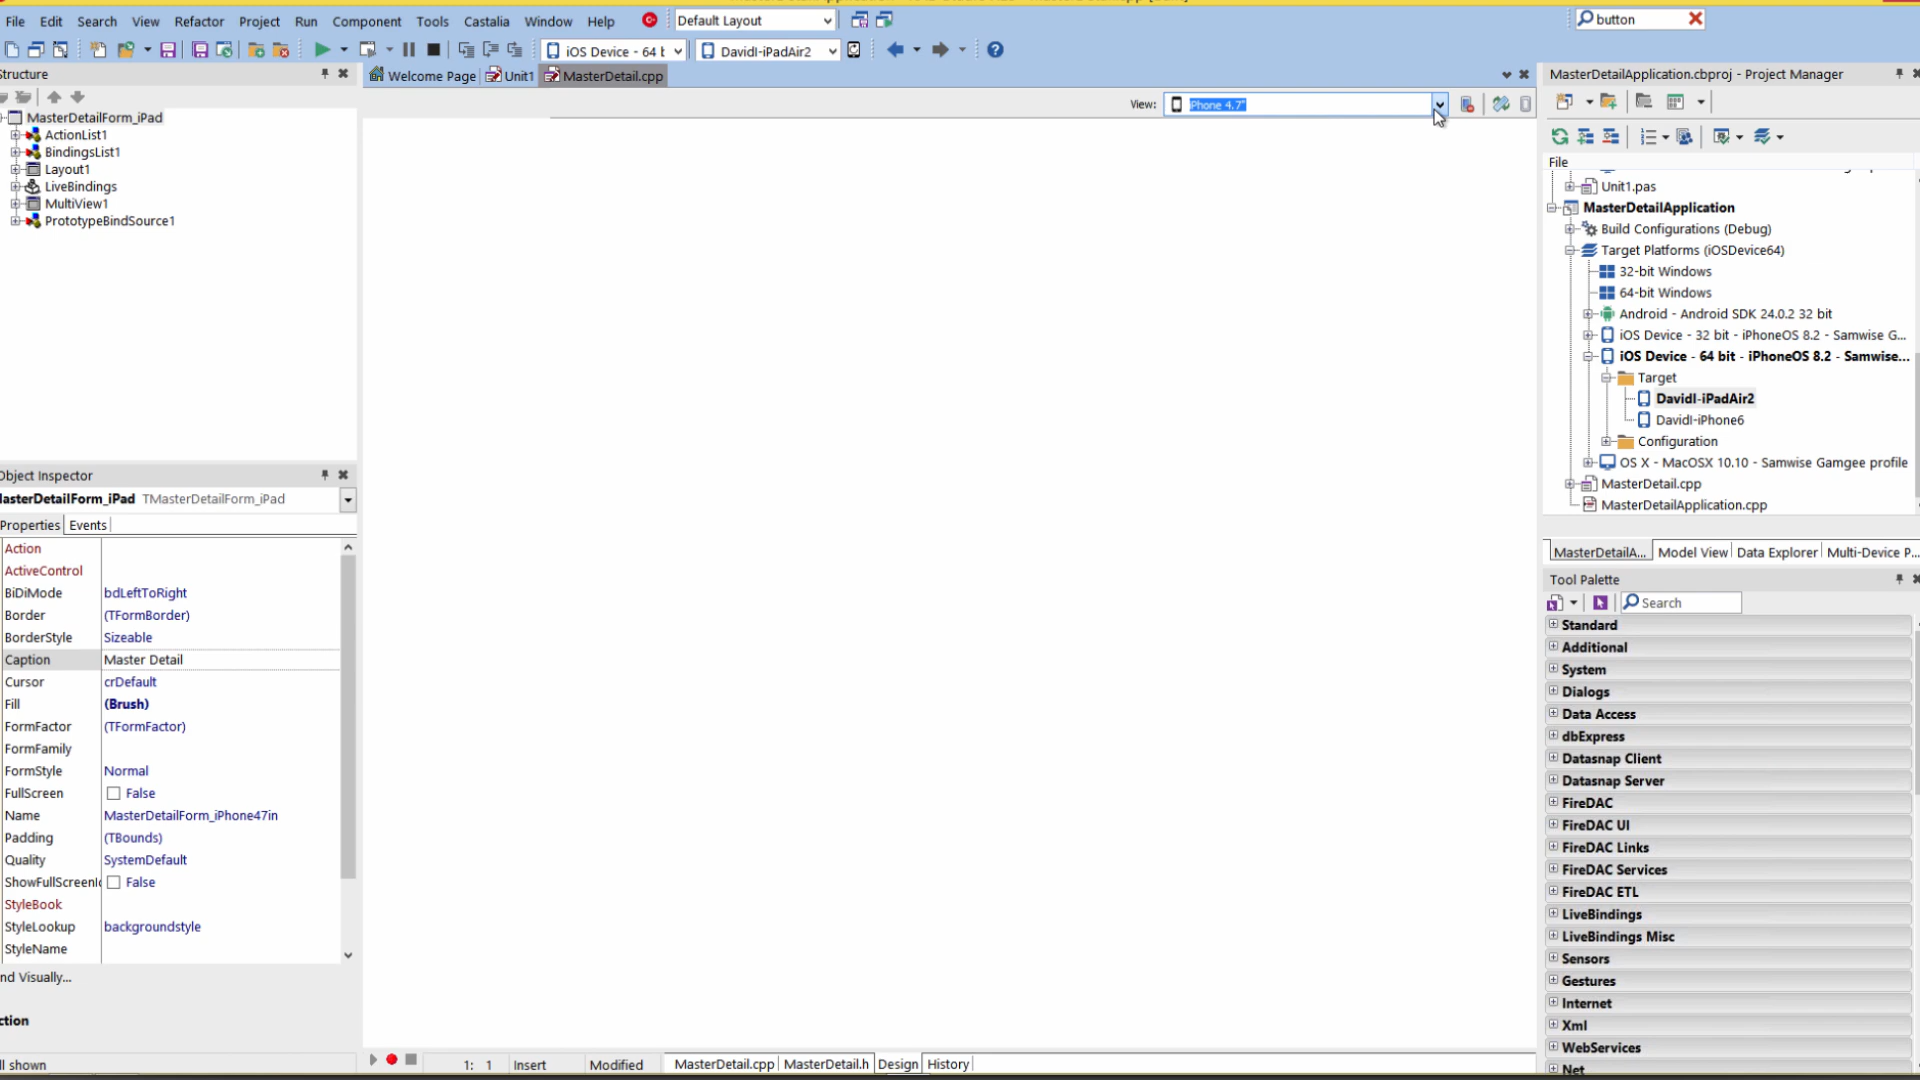 File Edit Search View Refactor Project Run Component Tools Castalia Window Help
Default Layout
button
iOS Device - 64 b
DavidI-iPadAir2
Structure
Welcome Page
Unit1
MasterDetail.cpp
View:
iPhone 4.7"
MasterDetailForm_iPad
ActionList1
BindingsList1
Layout1
LiveBindings
MultiView1
PrototypeBindSource1
Object Inspector
MasterDetailForm_iPad TMasterDetailForm_iPad
Properties Events
Action
ActiveControl
BiDiMode bdLeftToRight
Border (TFormBorder)
BorderStyle Sizeable
Caption Master Detail
Cursor crDefault
Fill (Brush)
FormFactor (TFormFactor)
FormFamily
FormStyle Normal
FullScreen False
Name MasterDetailForm_iPhone47in
Padding (TBounds)
Quality SystemDefault
ShowFullScreenIc False
StyleBook
StyleLookup backgroundstyle
StyleName
nd Visually...
ction
ll shown
1: 1 Insert Modified
MasterDetail.cpp MasterDetail.h Design History
MasterDetailApplication.cbproj - Project Manager
File
Unit1.pas
MasterDetailApplication
Build Configurations (Debug)
Target Platforms (iOSDevice64)
32-bit Windows
64-bit Windows
Android - Android SDK 24.0.2 32 bit
iOS Device - 32 bit - iPhoneOS 8.2 - Samwise G...
iOS Device - 64 bit - iPhoneOS 8.2 - Samwise...
Target
DavidI-iPadAir2
DavidI-iPhone6
Configuration
OS X - MacOSX 10.10 - Samwise Gamgee profile
MasterDetail.cpp
MasterDetailApplication.cpp
MasterDetailA... Model View Data Explorer Multi-Device P...
Tool Palette
Search
Standard
Additional
System
Dialogs
Data Access
dbExpress
Datasnap Client
Datasnap Server
FireDAC
FireDAC UI
FireDAC Links
FireDAC Services
FireDAC ETL
LiveBindings
LiveBindings Misc
Sensors
Gestures
Internet
Xml
WebServices
Net